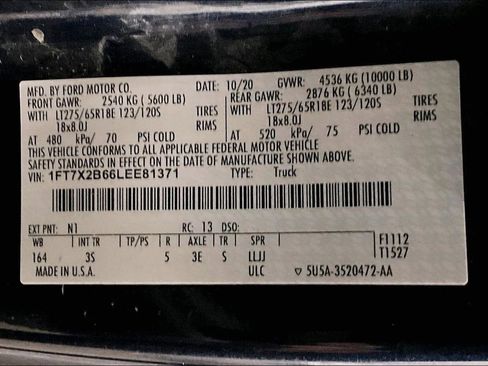 MFD. BY FORD MOTOR CO. DATE: 10/20 GVWR: 4536 KG (10000 LB)
FRONT GAWR: 2540 KG (5600 LB) REAR GAWR: 2876 KG (6340 LB)
WITH LT275/65R18E 123/120S TIRES WITH LT275/65R18E 123/120S TIRES
18x8.0J RIMS 18x8.0J RIMS
AT 480 kPa/ 70 PSI COLD AT 520 kPa/ 75 PSI COLD
THIS VEHICLE CONFORMS TO ALL APPLICABLE FEDERAL MOTOR VEHICLE
SAFETY STANDARDS IN EFFECT ON THE DATE OF MANUFACTURE SHOWN ABOVE.
VIN: 1FT7X2B66LEE81371 TYPE: Truck
EXT PNT: N1 RC: 13 DSO:
WB INT TR TP/PS R AXLE TR SPR F1112
164 3S 5 3E S LLJJ T1527
MADE IN U.S.A. ULC ▽ 5U5A-3520472-AA